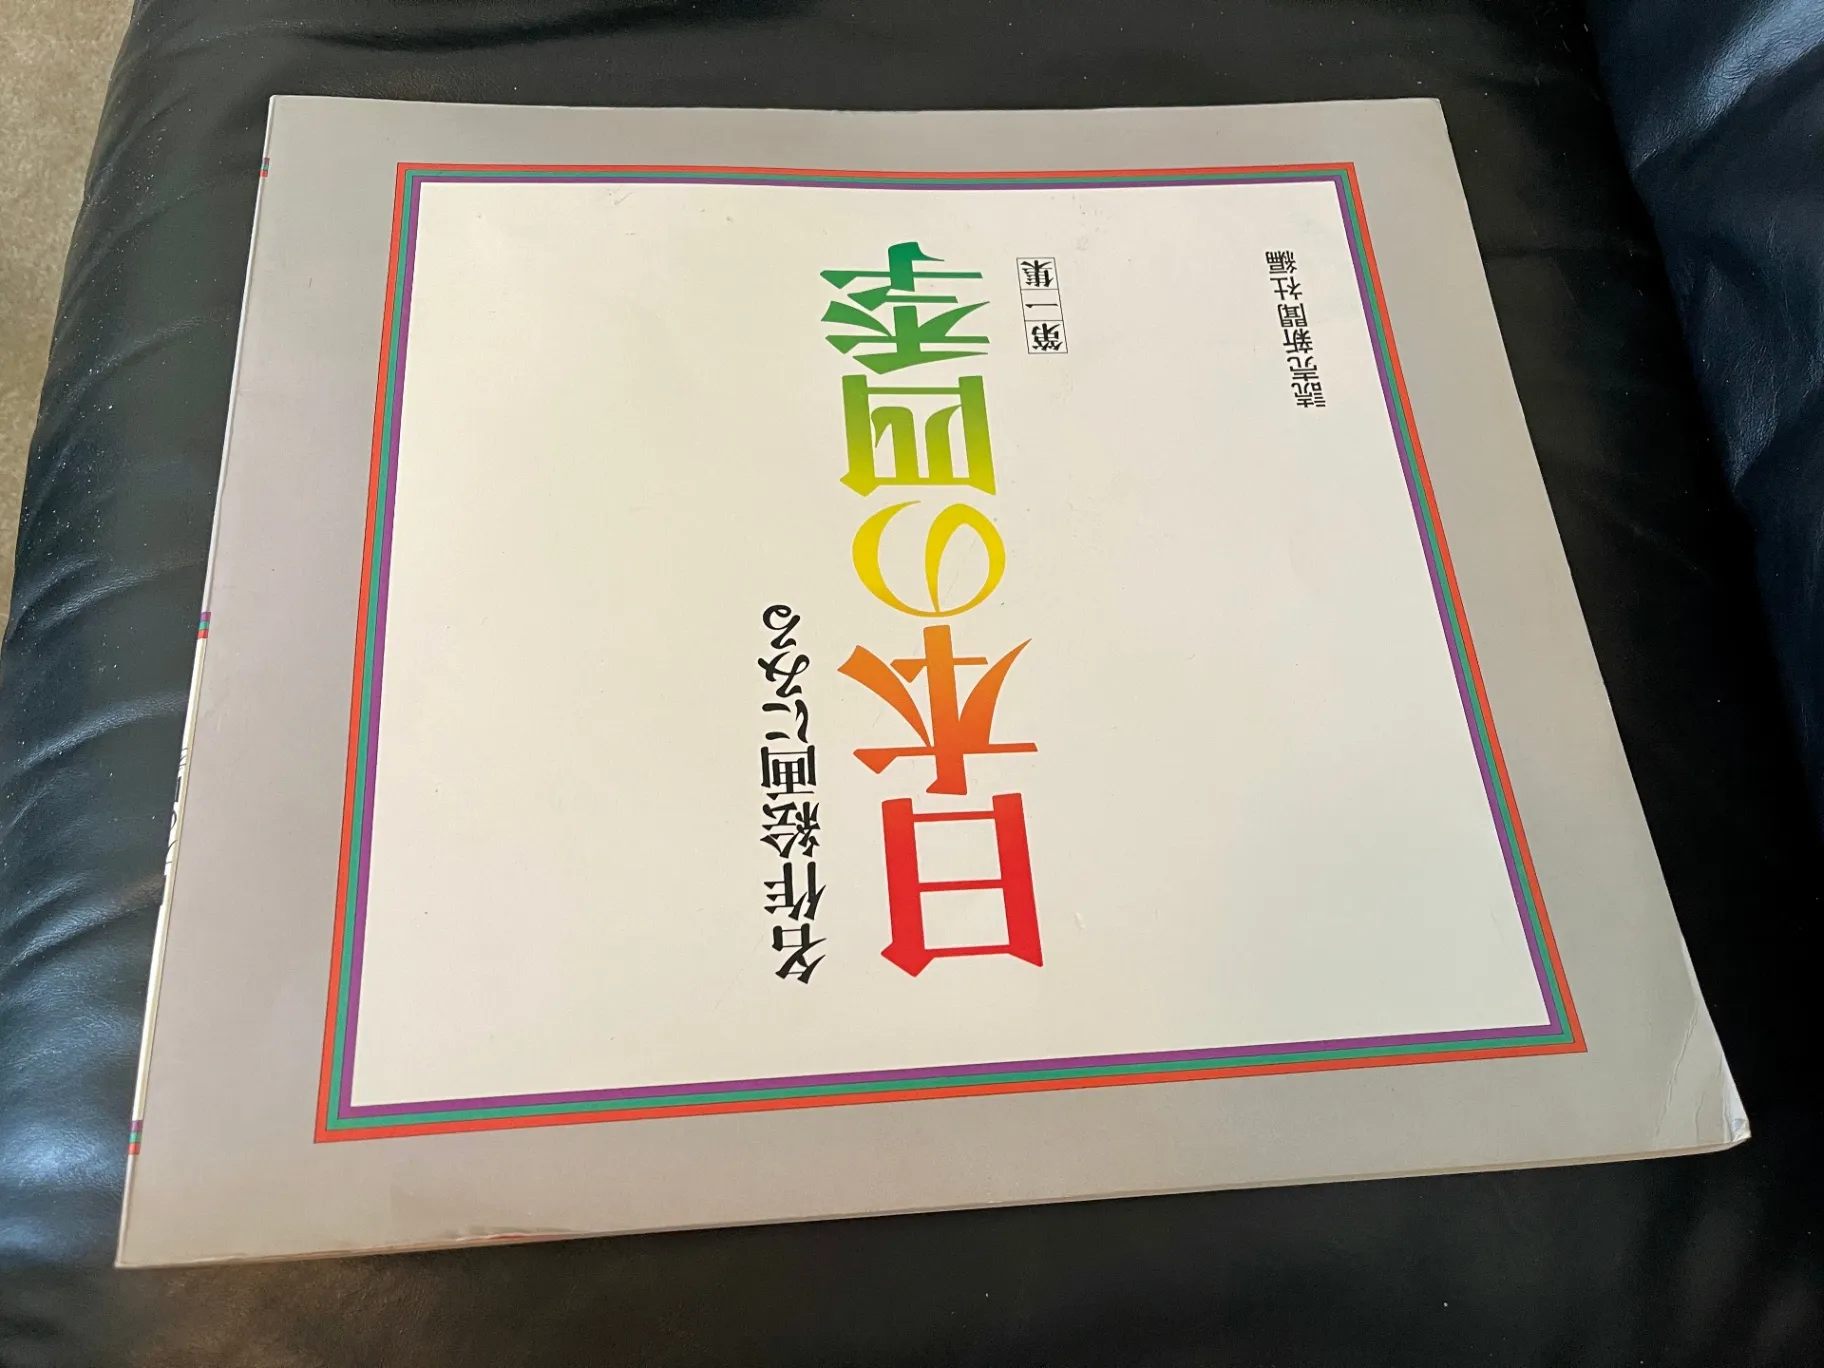 名作絵画にみる
日本の四季
第一集
読売新聞社編